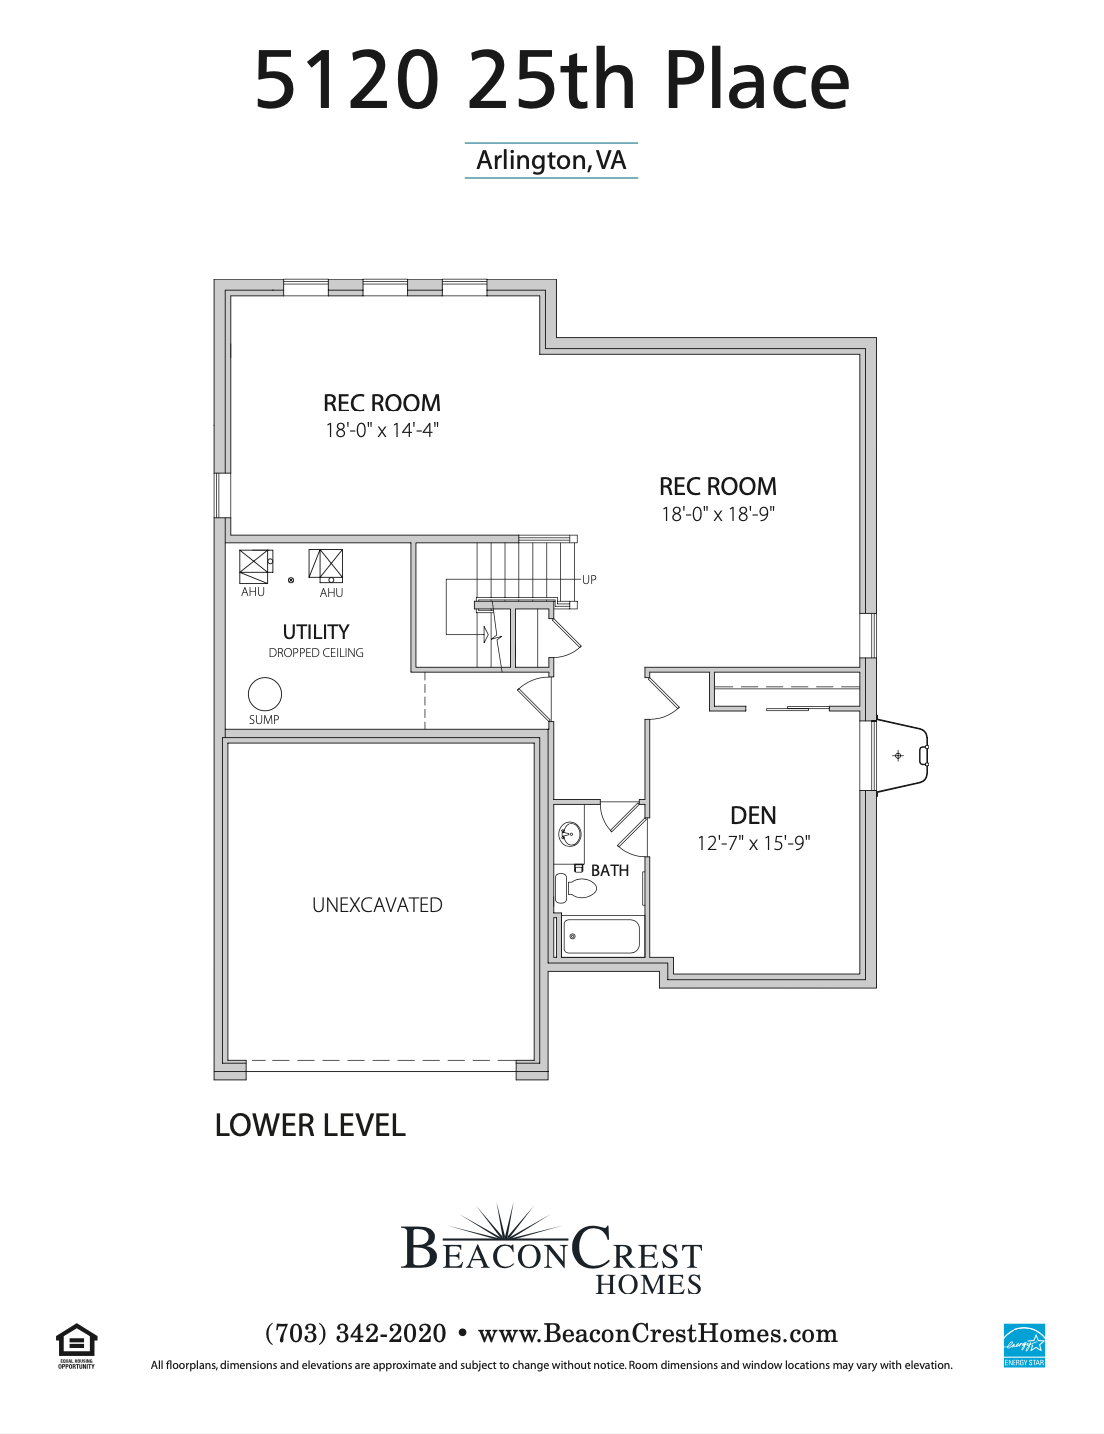 5120 25th Place
Arlington, VA
REC ROOM
18'-0" x 14'-4"
REC ROOM
18'-0" x 18'-9"
UP
AHU
AHU
UTILITY
DROPPED CEILING
SUMP
DEN
12'-7" x 15'-9"
BATH
UNEXCAVATED
LOWER LEVEL
BEACONCREST
HOMES
(703) 342-2020 • www.BeaconCrestHomes.com
EQUAL HOUSING
OPPORTUNITY
All floorplans, dimensions and elevations are approximate and subject to change without notice. Room dimensions and window locations may vary with elevation.
energy
ENERGY STAR